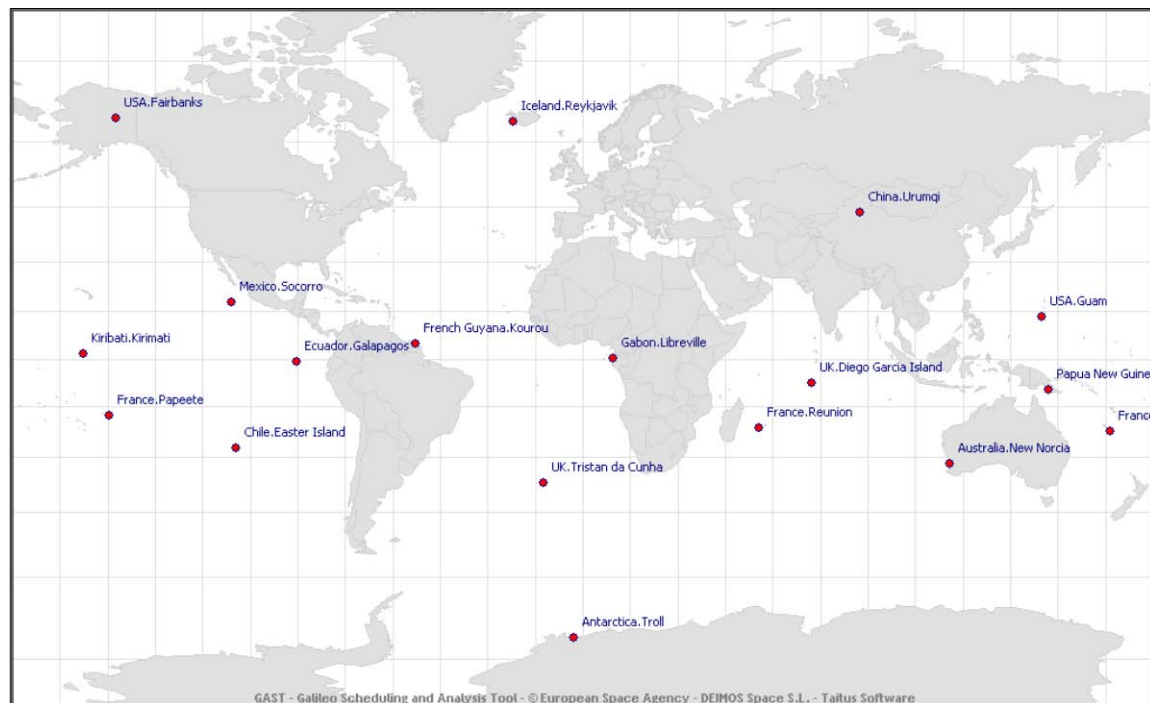 USA.Fairbanks
Iceland.Reykjavik
China.Urumqi
Mexico.Socorro
USA.Guam
French Guyana.Kourou
Kiribati.Kirimati
Ecuador.Galapagos
Gabon.Libreville
UK.Diego Garcia Island
Papua New Guine
France.Papeete
France.Reunion
France
Chile.Easter Island
Australia.New Norcia
UK.Tristan da Cunha
Antarctica.Troll
GAST - Galileo Scheduling and Analysis Tool - © European Space Agency - DEIMOS Space S.L. - Taitus Software